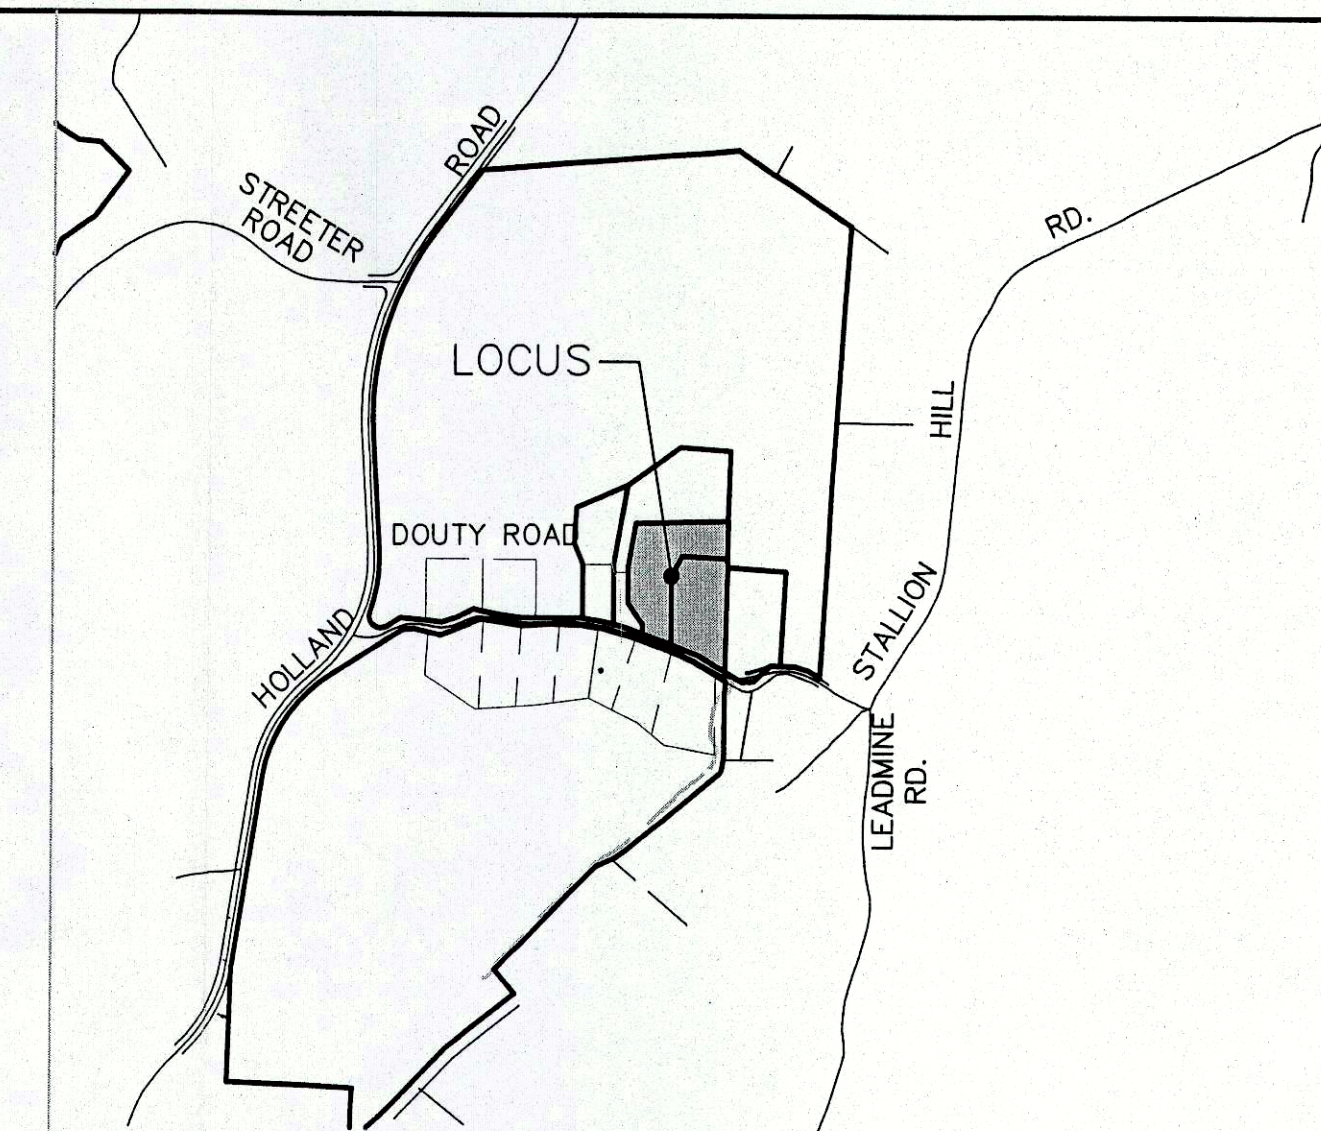 ROAD
STREETER
ROAD
RD.
LOCUS
HILL
DOUTY ROAD
STALLION
HOLLAND
LEADMINE
RD.